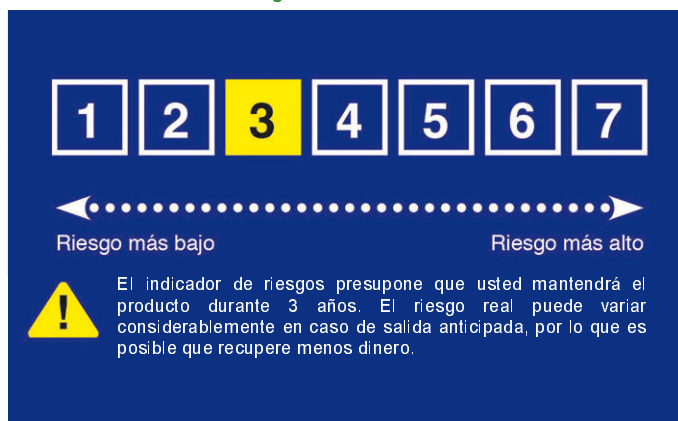 1 2 3 4 5 6 7
Riesgo más bajo Riesgo más alto
El indicador de riesgos presupone que usted mantendrá el
producto durante 3 años. El riesgo real puede variar
considerablemente en caso de salida anticipada, por lo que es
posible que recupere menos dinero.